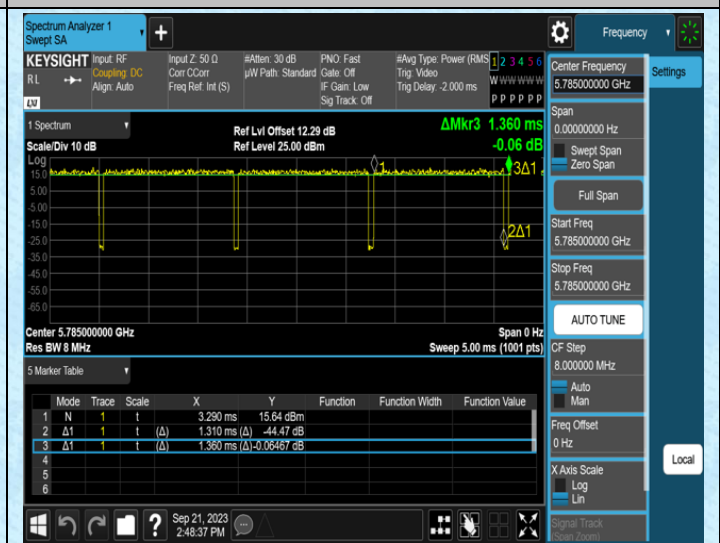 Spectrum Analyzer 1
Swept SA
+
Frequency
KEYSIGHT Input: RF Input Z: 50 Ω #Atten: 30 dB PNO: Fast #Avg Type: Power (RMS 1 2 3 4 5 6
RL Coupling: DC Corr CCorr µW Path: Standard Gate: Off Trig: Video W W W W W W
Align: Auto Freq Ref: Int (S) IF Gain: Low Trig Delay: -2.000 ms
LXI Sig Track: Off P P P P P P
Center Frequency
5.785000000 GHz
Settings
Span
0.00000000 Hz
Swept Span
Zero Span
Full Span
Start Freq
5.785000000 GHz
Stop Freq
5.785000000 GHz
AUTO TUNE
CF Step
8.000000 MHz
Auto
Man
Freq Offset
0 Hz
X Axis Scale
Log
Lin
Signal Track
(Span Zoom)
Local
1 Spectrum
Ref Lvl Offset 12.29 dB ΔMkr3 1.360 ms
Scale/Div 10 dB Ref Level 25.00 dBm -0.06 dB
Log
15.0
5.00
-5.00
-15.0
-25.0
-35.0
-45.0
-55.0
-65.0
1
3Δ1
2Δ1
Center 5.785000000 GHz Span 0 Hz
Res BW 8 MHz Sweep 5.00 ms (1001 pts)
5 Marker Table
Mode Trace Scale X Y Function Function Width Function Value
1 N 1 t 3.290 ms 15.64 dBm
2 Δ1 1 t (Δ) 1.310 ms (Δ) -44.47 dB
3 Δ1 1 t (Δ) 1.360 ms (Δ) -0.06467 dB
4
5
6
?
Sep 21, 2023
2:48:37 PM